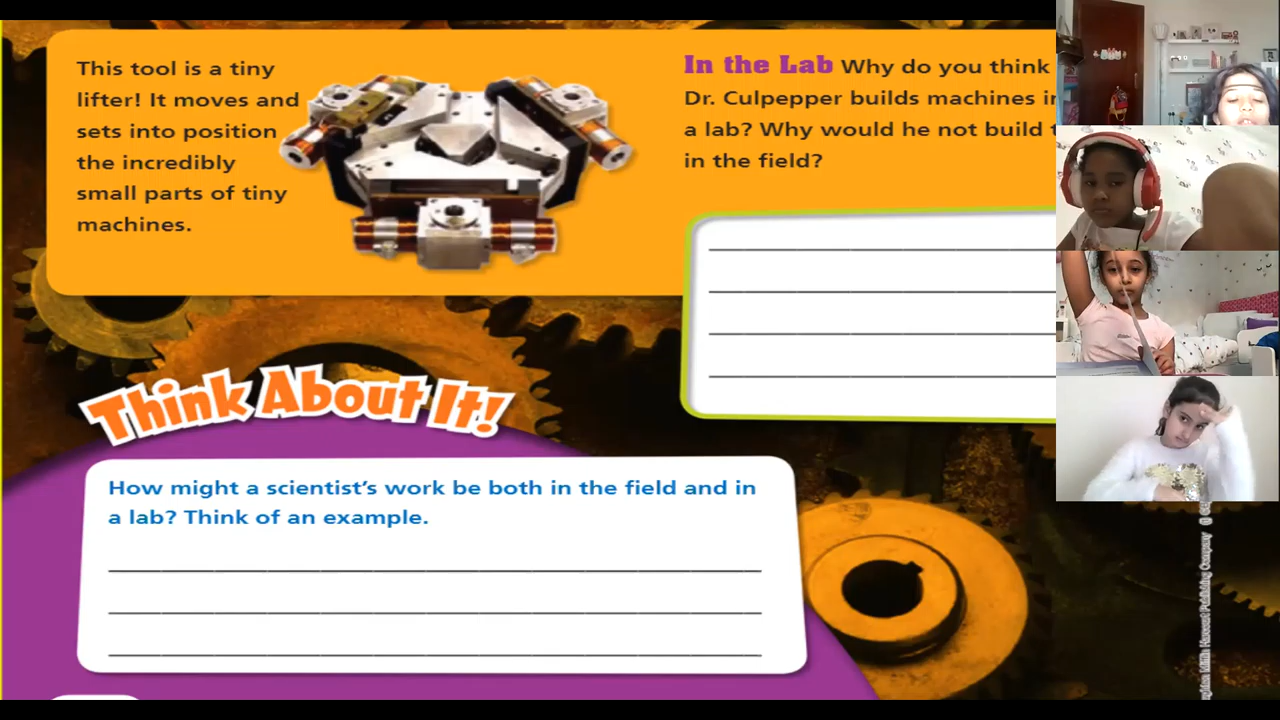 This tool is a tiny
lifter! It moves and
sets into position
the incredibly
small parts of tiny
machines.
In the Lab Why do you think
Dr. Culpepper builds machines
a lab? Why would he not build
in the field?
Think About It!
How might a scientist's work be both in the field and in
a lab? Think of an example.
Harcourt Publishing Company